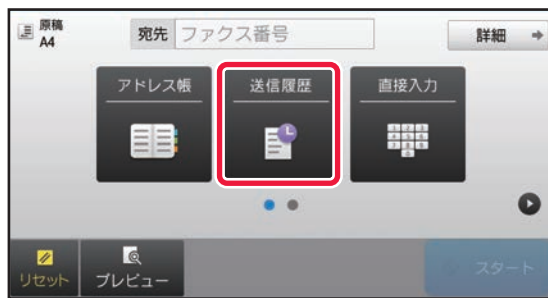 原稿
A4
宛先 ファクス番号
詳細
アドレス帳
送信履歴
直接入力
リセット
プレビュー
スタート